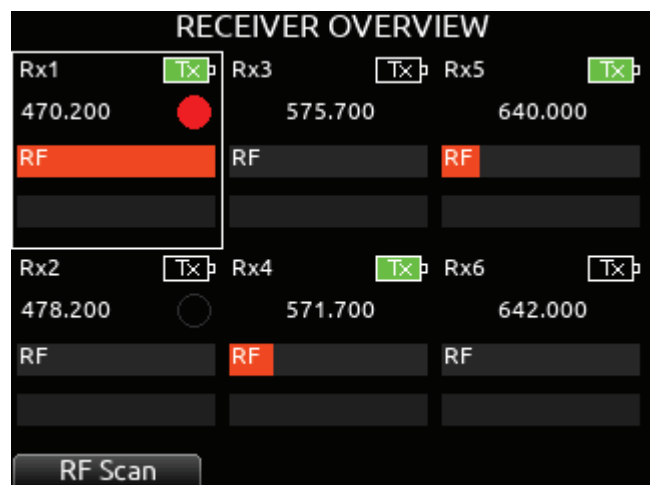 RECEIVER OVERVIEW
Rx1 Tx Rx3 Tx Rx5 Tx
470.200 575.700 640.000
RF RF RF
Rx2 Tx Rx4 Tx Rx6 Tx
478.200 571.700 642.000
RF RF RF
RF Scan